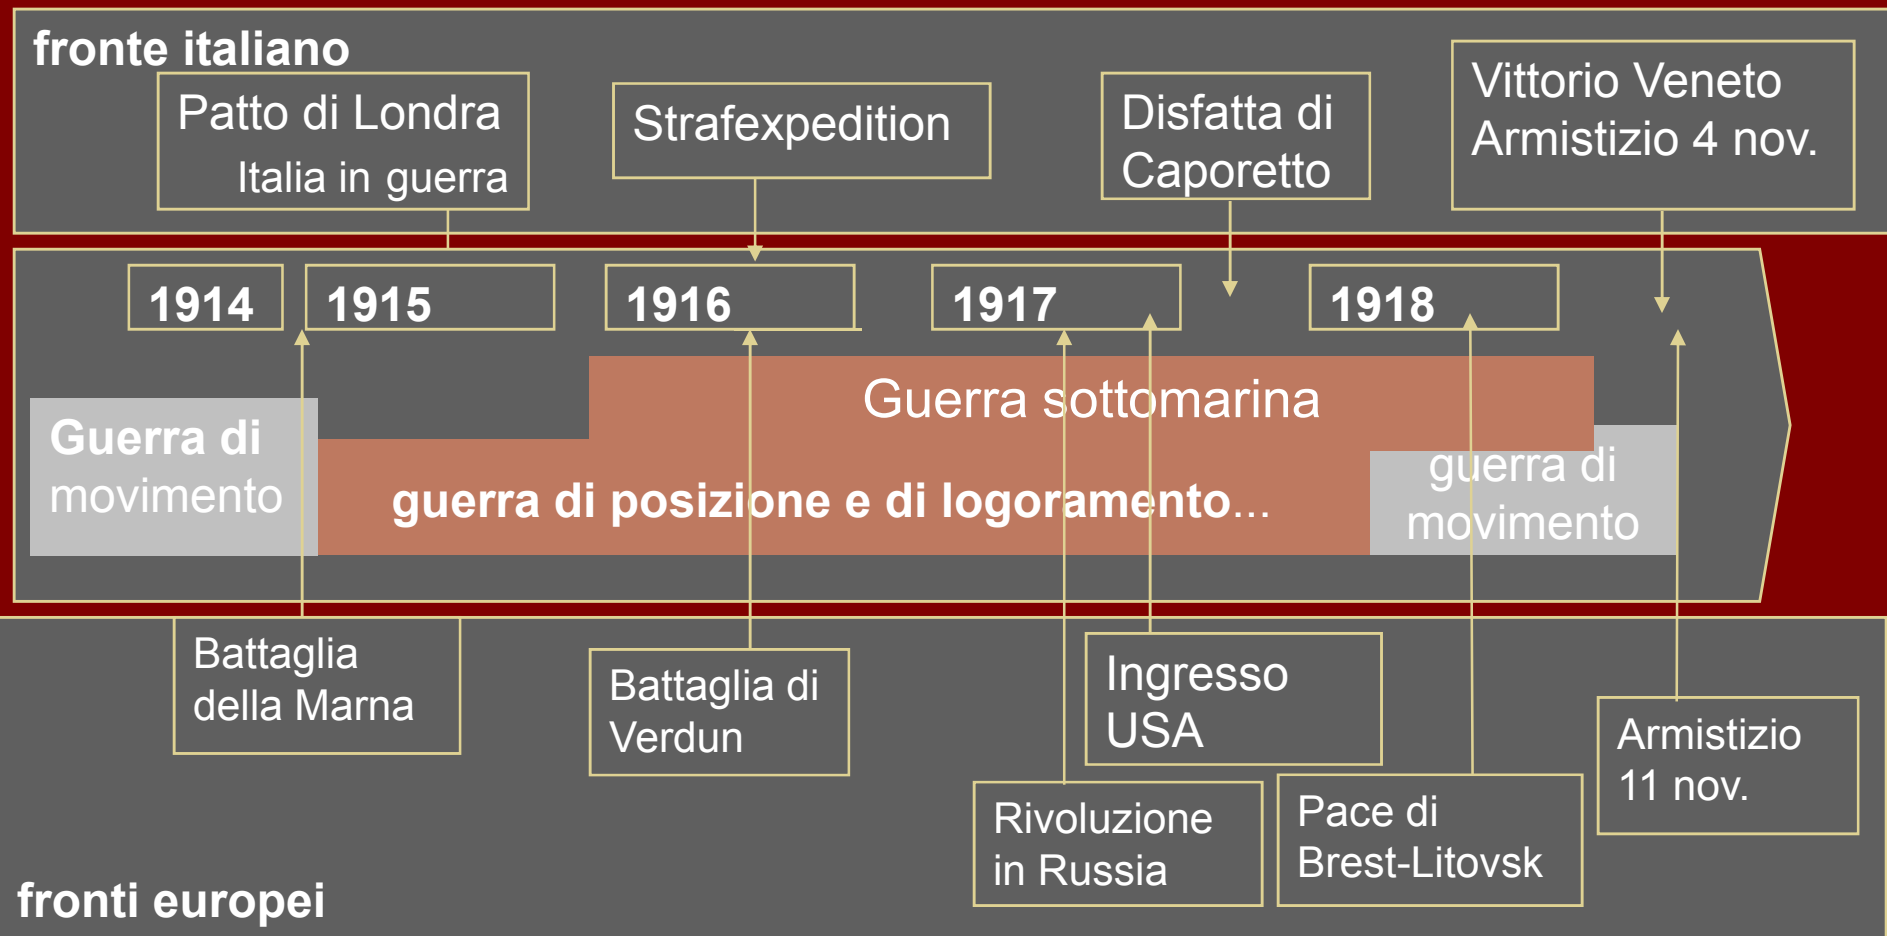 fronte italiano
Patto di Londra
Italia in guerra
Strafexpedition
Disfatta di
Caporetto
Vittorio Veneto
Armistizio 4 nov.
1914
1915
1916
1917
1918
Guerra sottomarina
Guerra di
movimento
guerra di posizione e di logoramento...
guerra di
movimento
Battaglia
della Marna
Battaglia di
Verdun
Ingresso
USA
Rivoluzione
in Russia
Pace di
Brest-Litovsk
Armistizio
11 nov.
fronti europei